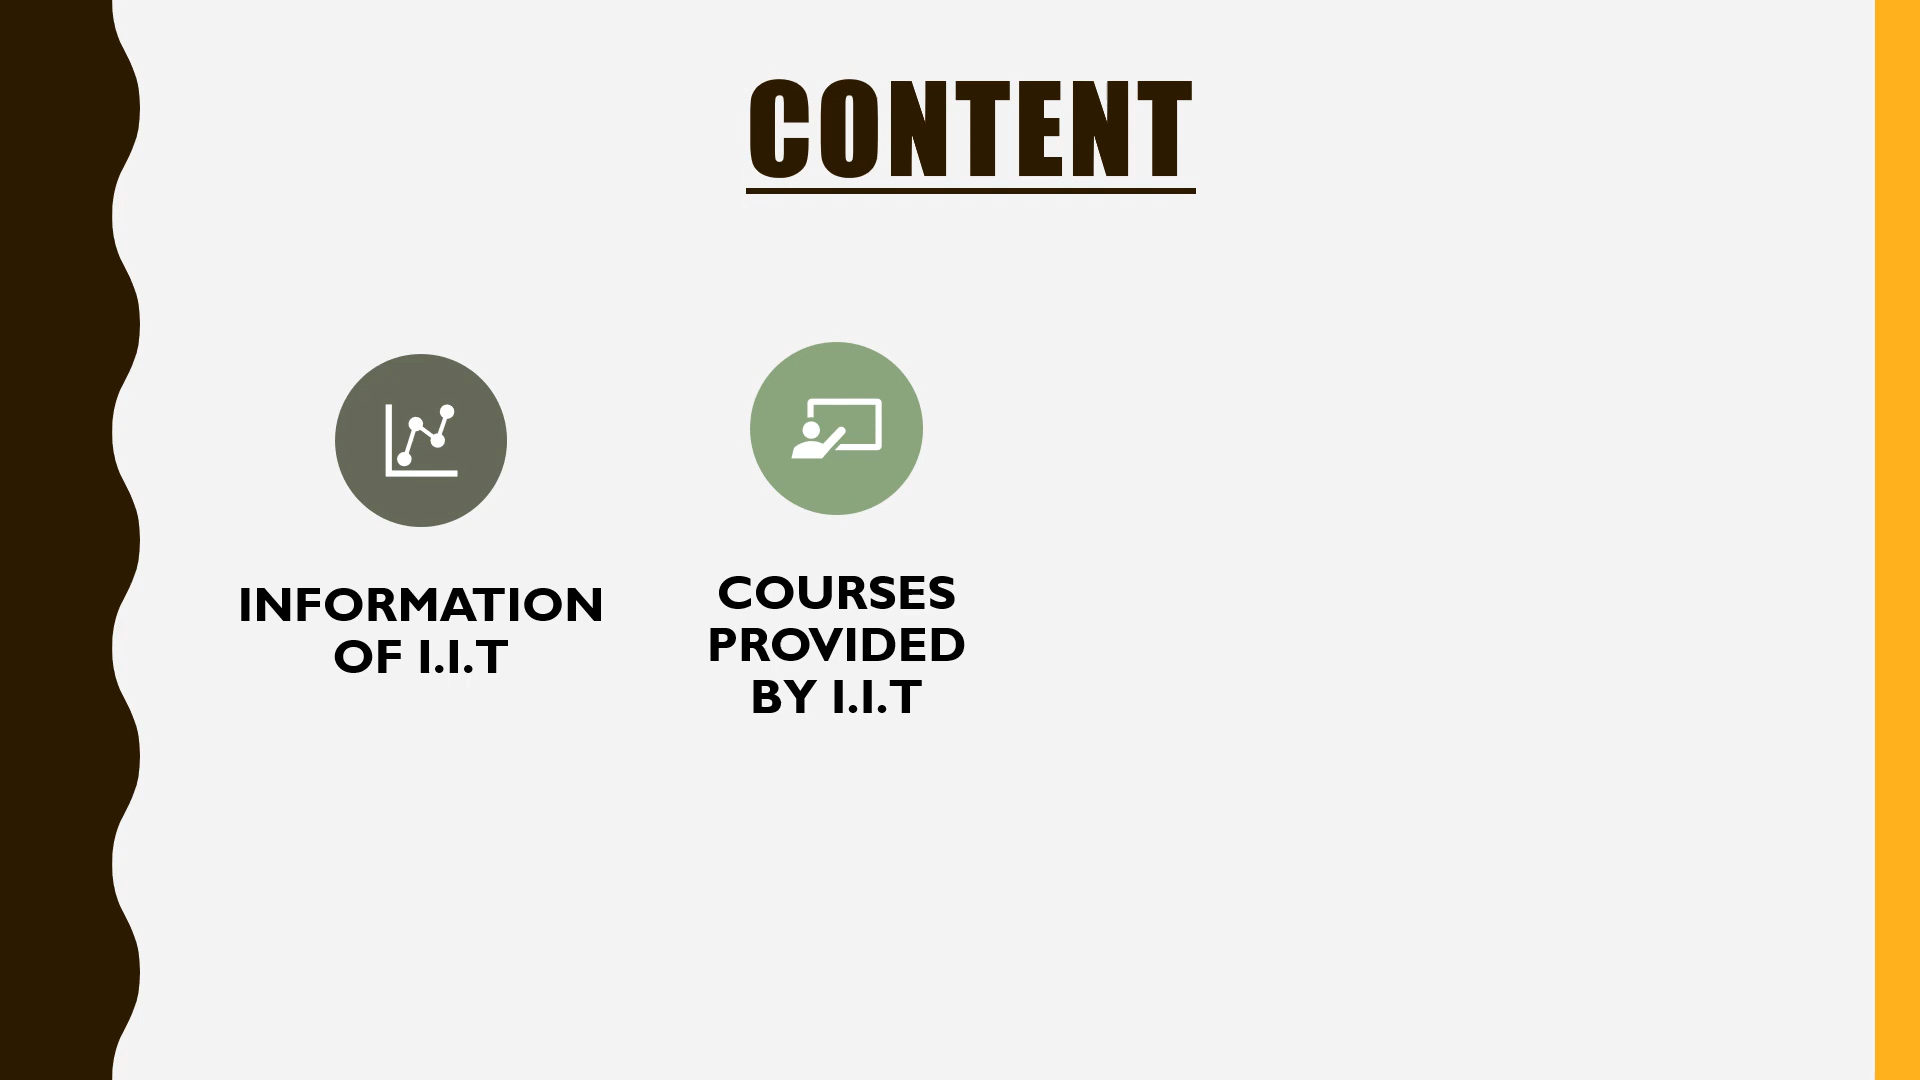 CONTENT
INFORMATION
OF I.I.T
COURSES
PROVIDED
BY I.I.T